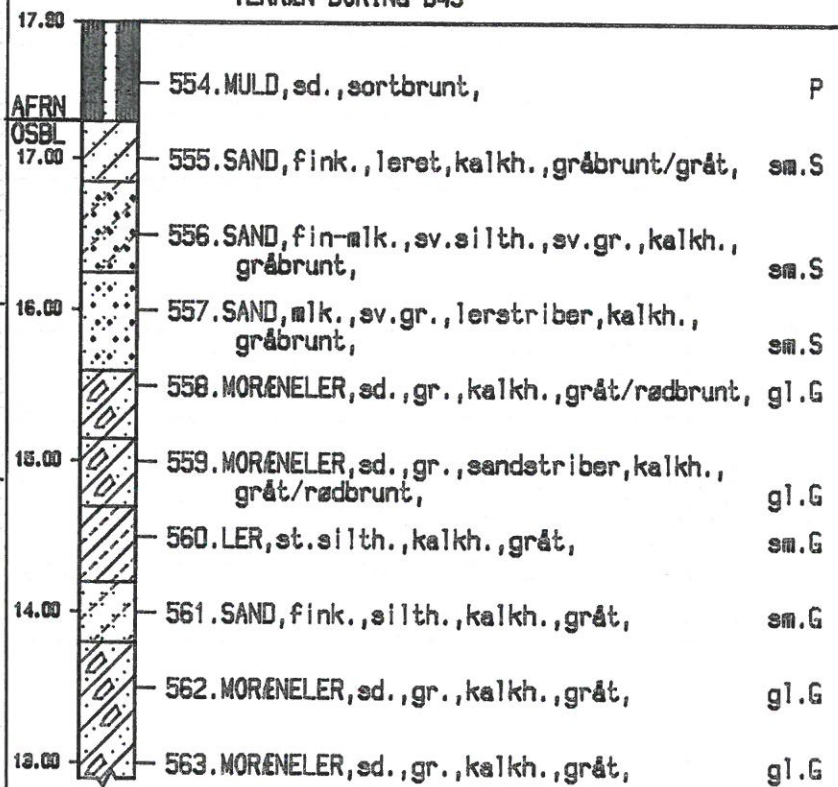 TERRÆN BORING B45
17.90
554.MULD,sd.,sortbrunt, P
AFRN
OSBL
17.00
555.SAND,fink.,leret,kalkh.,gråbrunt/gråt, sm.S
556.SAND,fin-mlk.,sv.silth.,sv.gr.,kalkh.,
gråbrunt, sm.S
16.00
557.SAND,mlk.,sv.gr.,lerstriber,kalkh.,
gråbrunt, sm.S
558.MORÆNELER,sd.,gr.,kalkh.,gråt/rødbrunt, gl.G
15.00
559.MORÆNELER,sd.,gr.,sandstriber,kalkh.,
gråt/rødbrunt, gl.G
560.LER,st.silth.,kalkh.,gråt, sm.G
14.00
561.SAND,fink.,silth.,kalkh.,gråt, sm.G
562.MORÆNELER,sd.,gr.,kalkh.,gråt, gl.G
13.00
563.MORÆNELER,sd.,gr.,kalkh.,gråt, gl.G